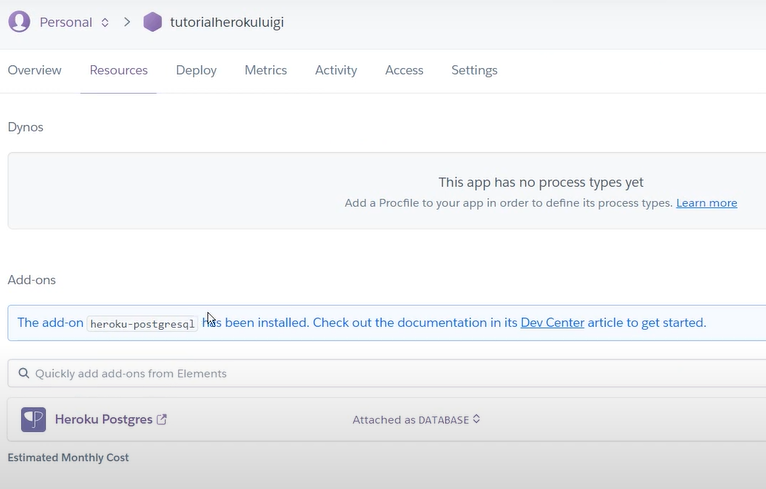 Personal > tutorialherokuluigi
Overview Resources Deploy Metrics Activity Access Settings
Dynos
This app has no process types yet
Add a Procfile to your app in order to define its process types. Learn more
Add-ons
The add-on heroku-postgresql has been installed. Check out the documentation in its Dev Center article to get started.
Quickly add add-ons from Elements
Heroku Postgres Attached as DATABASE
Estimated Monthly Cost